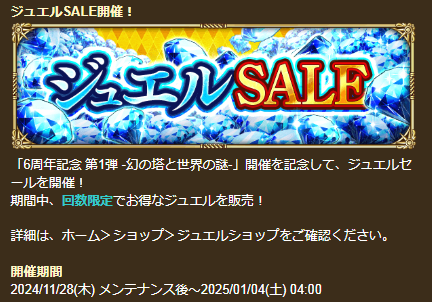 ジュエルSALE開催！
ジュエルSALE
「6周年記念 第1弾 -幻の塔と世界の謎-」開催を記念して、ジュエルセ
ールを開催！
期間中、回数限定でお得なジュエルを販売！
詳細は、ホーム＞ショップ＞ジュエルショップをご確認ください。
開催期間
2024/11/28(木) メンテナンス後～2025/01/04(土) 04:00